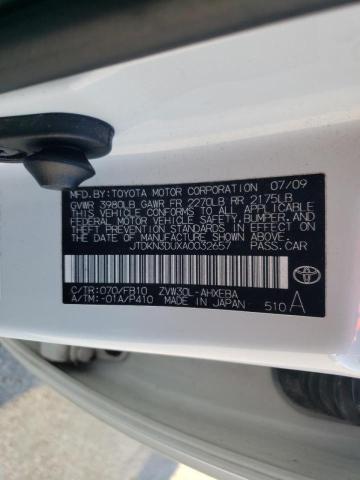 MFD.BY:TOYOTA MOTOR CORPORATION 07/09
GVWR 3980LB GAWR FR 2270LB RR 2175LB
THIS VEHICLE CONFORMS TO ALL APPLICABLE
FEDERAL MOTOR VEHICLE SAFETY, BUMPER, AND
THEFT PREVENTION STANDARDS IN EFFECT ON
THE DATE OF MANUFACTURE SHOWN ABOVE.
JTDKN3DUXA0032657 PASS.CAR
C/TR:070/FB10 ZVW30L-AHXEBA
A/TM:-01A/P410 MADE IN JAPAN 510 A